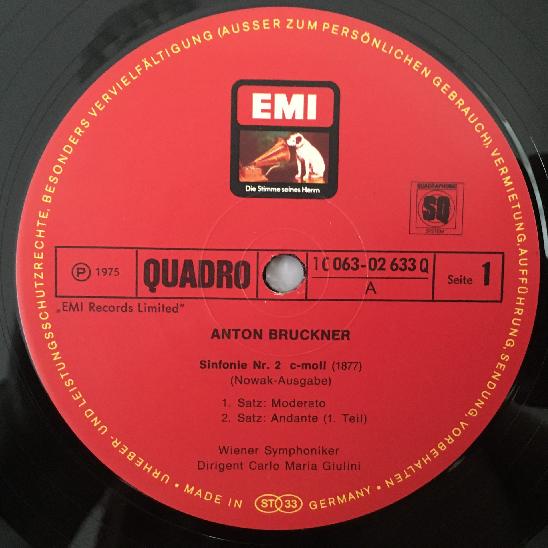 URHEBER- UND LEISTUNGSSCHUTZRECHTE, BESONDERS VERVIELFÄLTIGUNG (AUSSER ZUM PERSÖNLICHEN GEBRAUCH), VERMIETUNG, AUFFÜHRUNG, SENDUNG, VORBEHALTEN •
EMI
Die Stimme seines Herrn
QUADRAPHONIC
SQ
SYSTEM
Ⓟ 1975
QUADRO
1C 063-02 633 Q
A
Seite 1
„EMI Records Limited"
ANTON BRUCKNER
Sinfonie Nr. 2 c-moll (1877)
(Nowak-Ausgabe)
1. Satz: Moderato
2. Satz: Andante (1. Teil)
Wiener Symphoniker
Dirigent Carlo Maria Giulini
• MADE IN ST 33 GERMANY •